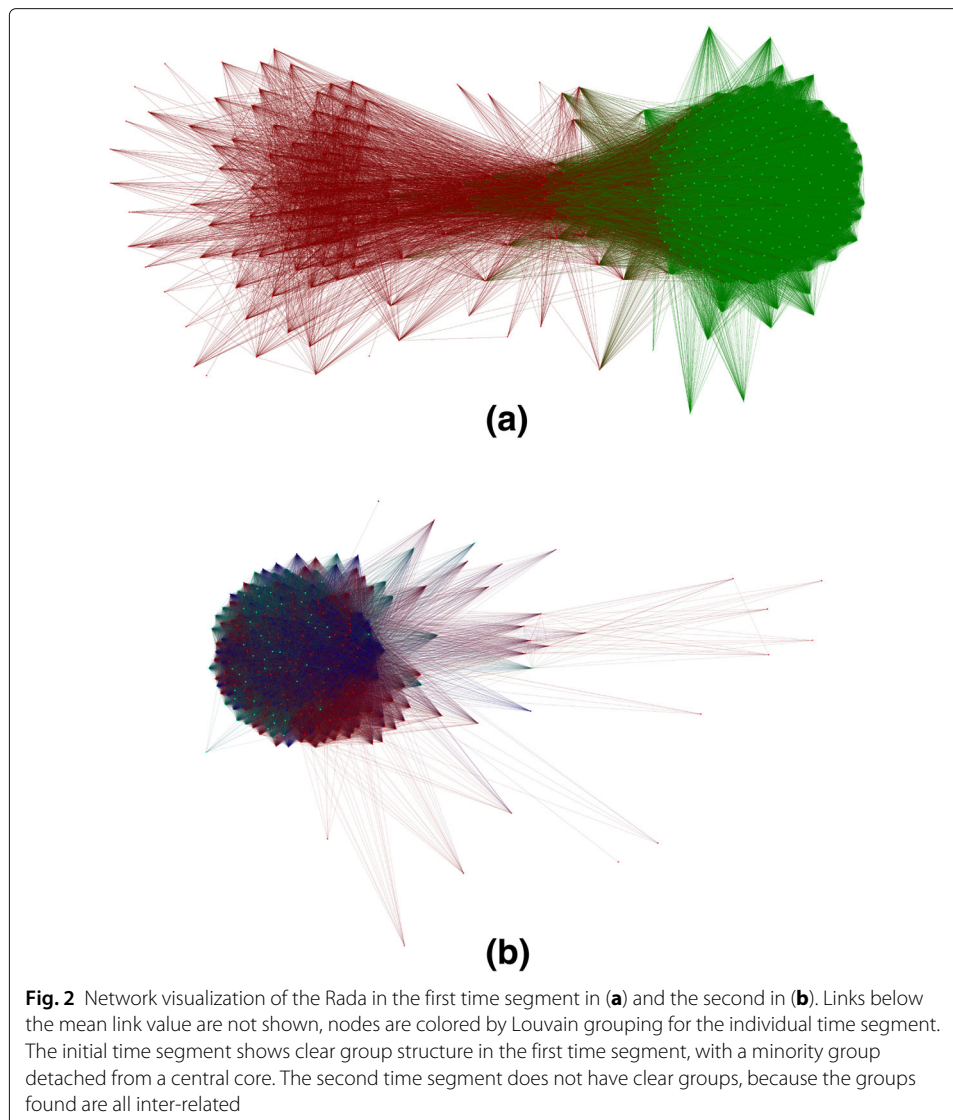 (a)
(b)
Fig. 2 Network visualization of the Rada in the first time segment in (a) and the second in (b). Links below
the mean link value are not shown, nodes are colored by Louvain grouping for the individual time segment.
The initial time segment shows clear group structure in the first time segment, with a minority group
detached from a central core. The second time segment does not have clear groups, because the groups
found are all inter-related